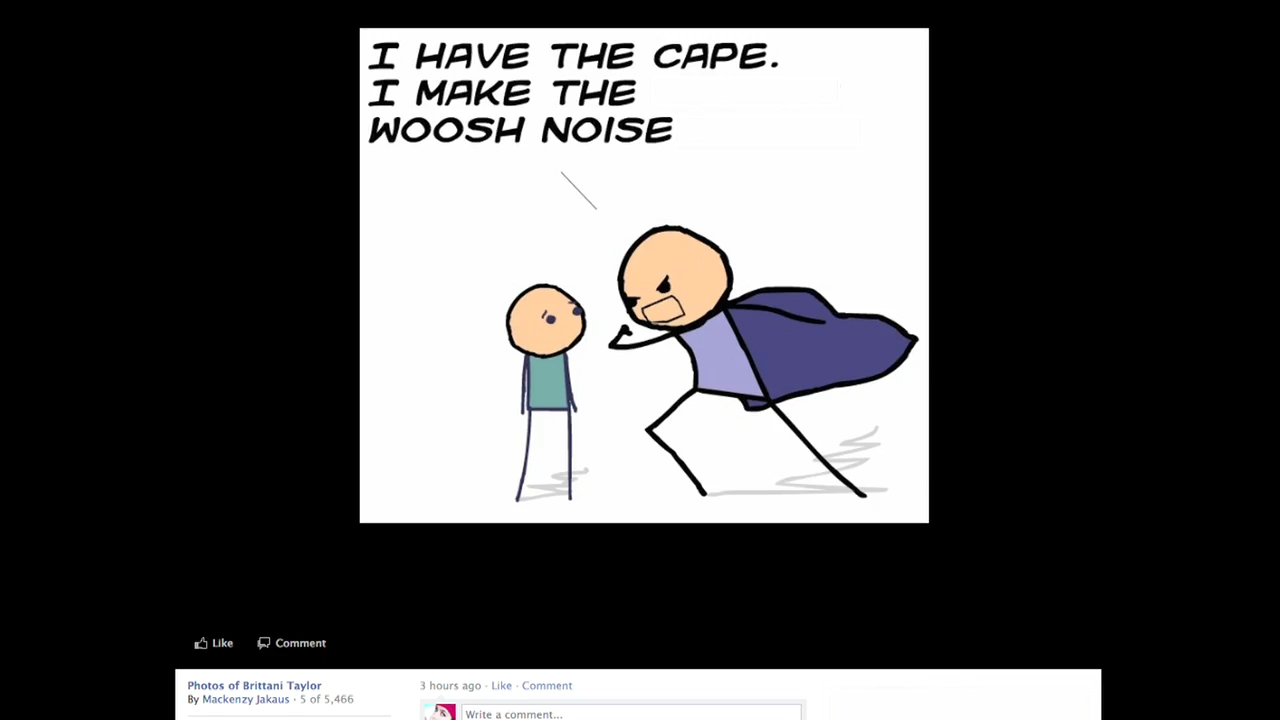 I HAVE THE CAPE.
I MAKE THE
WOOSH NOISE
Like Comment
Photos of Brittani Taylor
By Mackenzy Jakaus · 5 of 5,466
3 hours ago · Like · Comment
Write a comment...